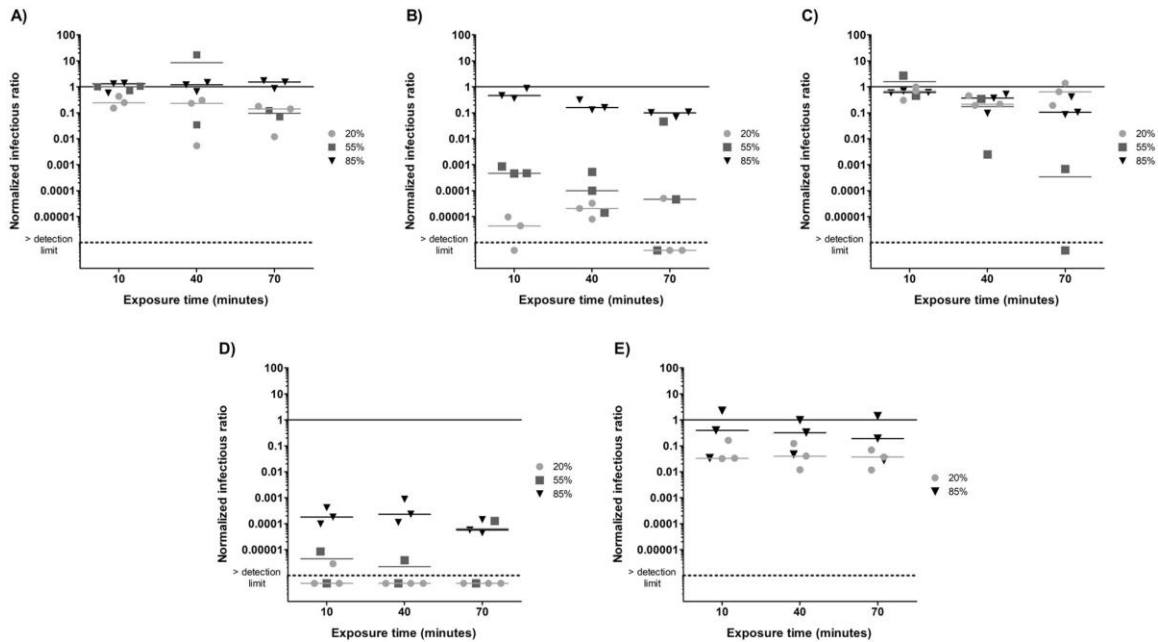 A)
Normalized infectious ratio
100
10
1
0.1
0.01
0.001
0.0001
0.00001
> detection
limit
10 40 70
Exposure time (minutes)
20%
55%
85%
B)
Normalized infectious ratio
100
10
1
0.1
0.01
0.001
0.0001
0.00001
> detection
limit
10 40 70
Exposure time (minutes)
20%
55%
85%
C)
Normalized infectious ratio
100
10
1
0.1
0.01
0.001
0.0001
0.00001
> detection
limit
10 40 70
Exposure time (minutes)
20%
55%
85%
D)
Normalized infectious ratio
100
10
1
0.1
0.01
0.001
0.0001
0.00001
> detection
limit
10 40 70
Exposure time (minutes)
20%
55%
85%
E)
Normalized infectious ratio
100
10
1
0.1
0.01
0.001
0.0001
0.00001
> detection
limit
10 40 70
Exposure time (minutes)
20%
85%